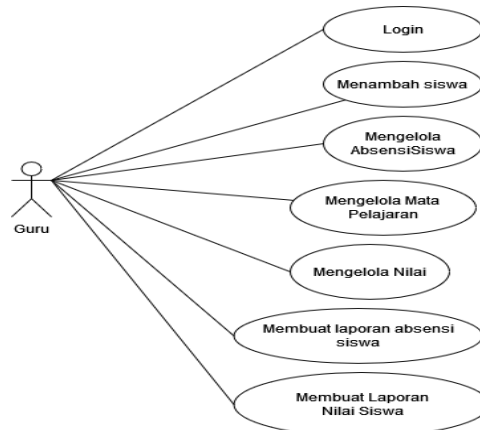 Login
Menambah siswa
Mengelola
AbsensiSiswa
Mengelola Mata
Pelajaran
Guru
Mengelola Nilai
Membuat laporan absensi
siswa
Membuat Laporan
Nilai Siswa